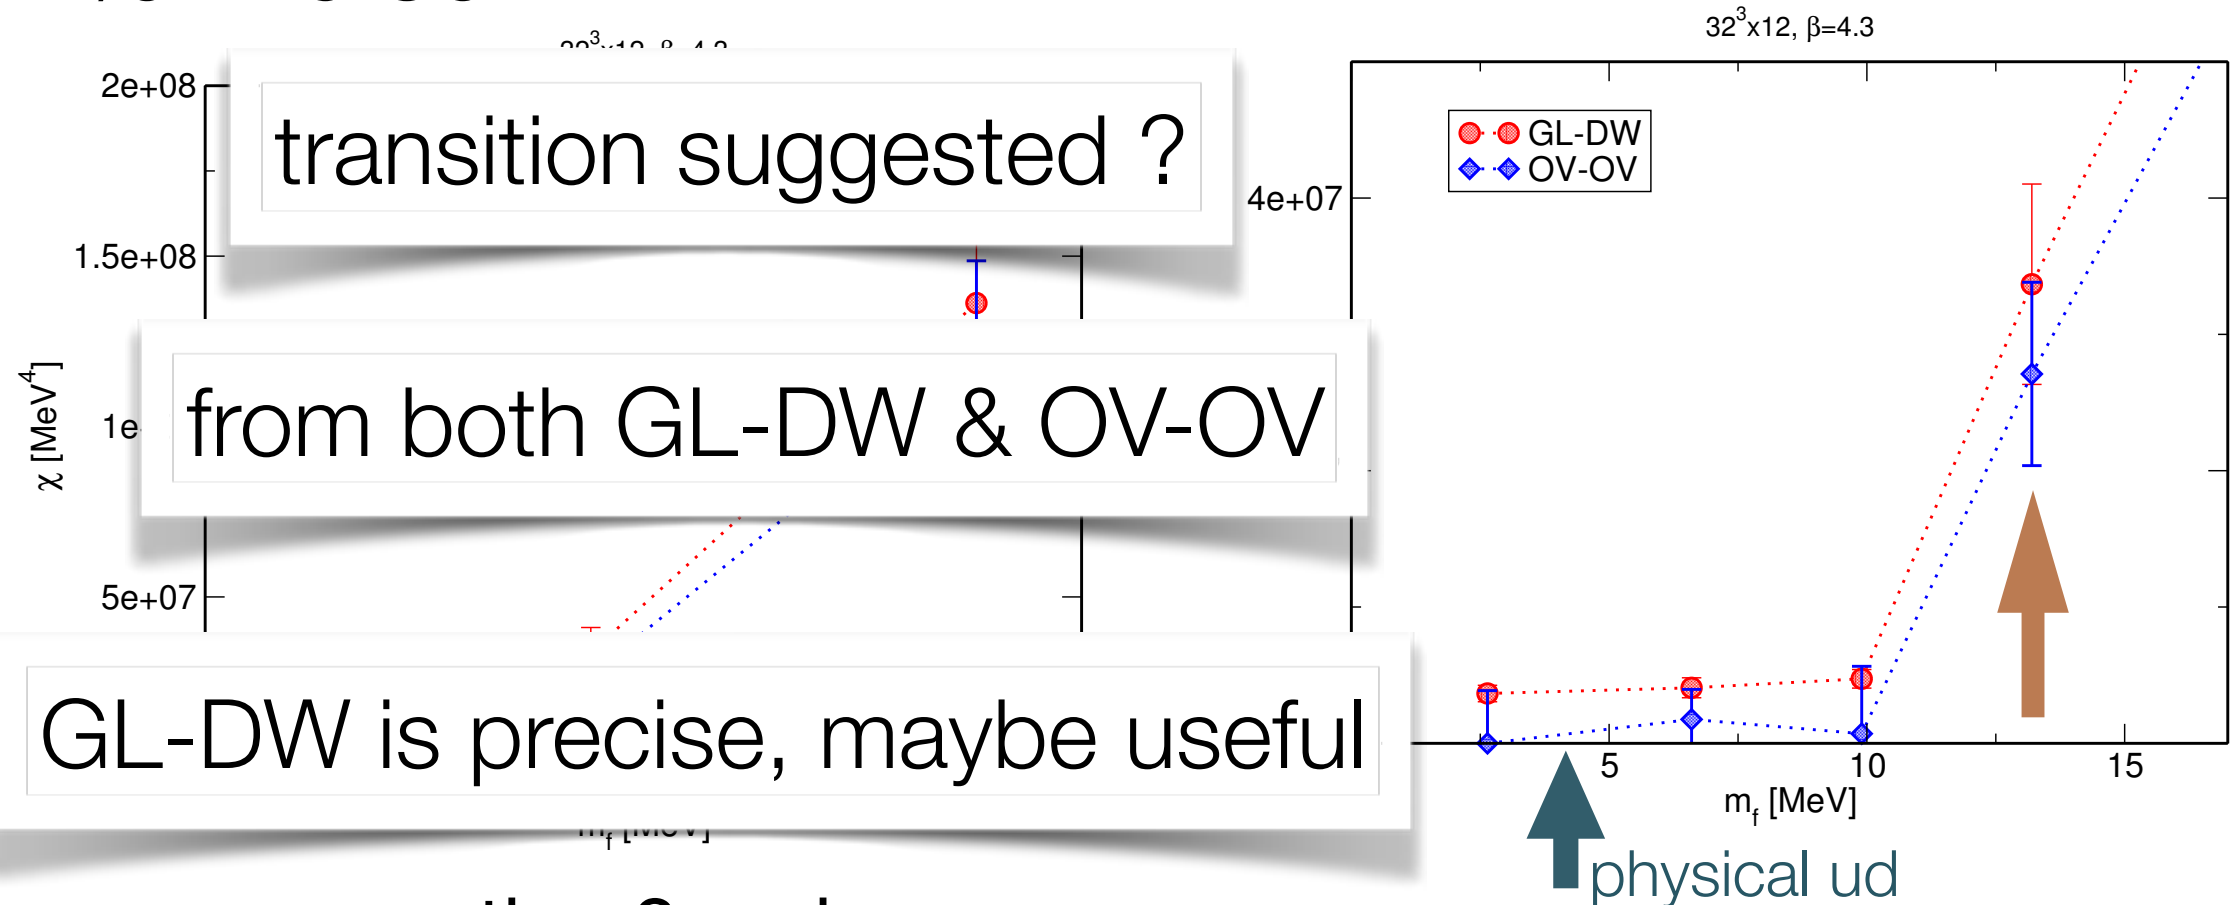 32³x12, β=4.3
2e+08
transition suggested ?
1.5e+08
4e+07
GL-DW
OV-OV
χ [MeV⁴]
1e
from both GL-DW & OV-OV
5e+07
GL-DW is precise, maybe useful
5
10
15
m_f [MeV]
physical ud